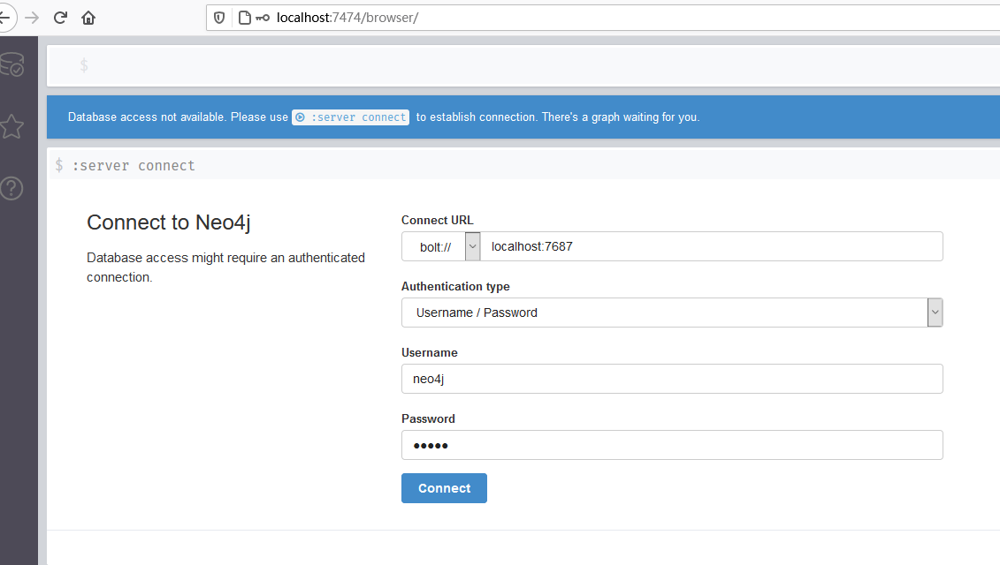 localhost:7474/browser/
$
Database access not available. Please use :server connect to establish connection. There's a graph waiting for you.
$ :server connect
Connect to Neo4j
Database access might require an authenticated
connection.
Connect URL
bolt:// localhost:7687
Authentication type
Username / Password
Username
neo4j
Password
•••••
Connect